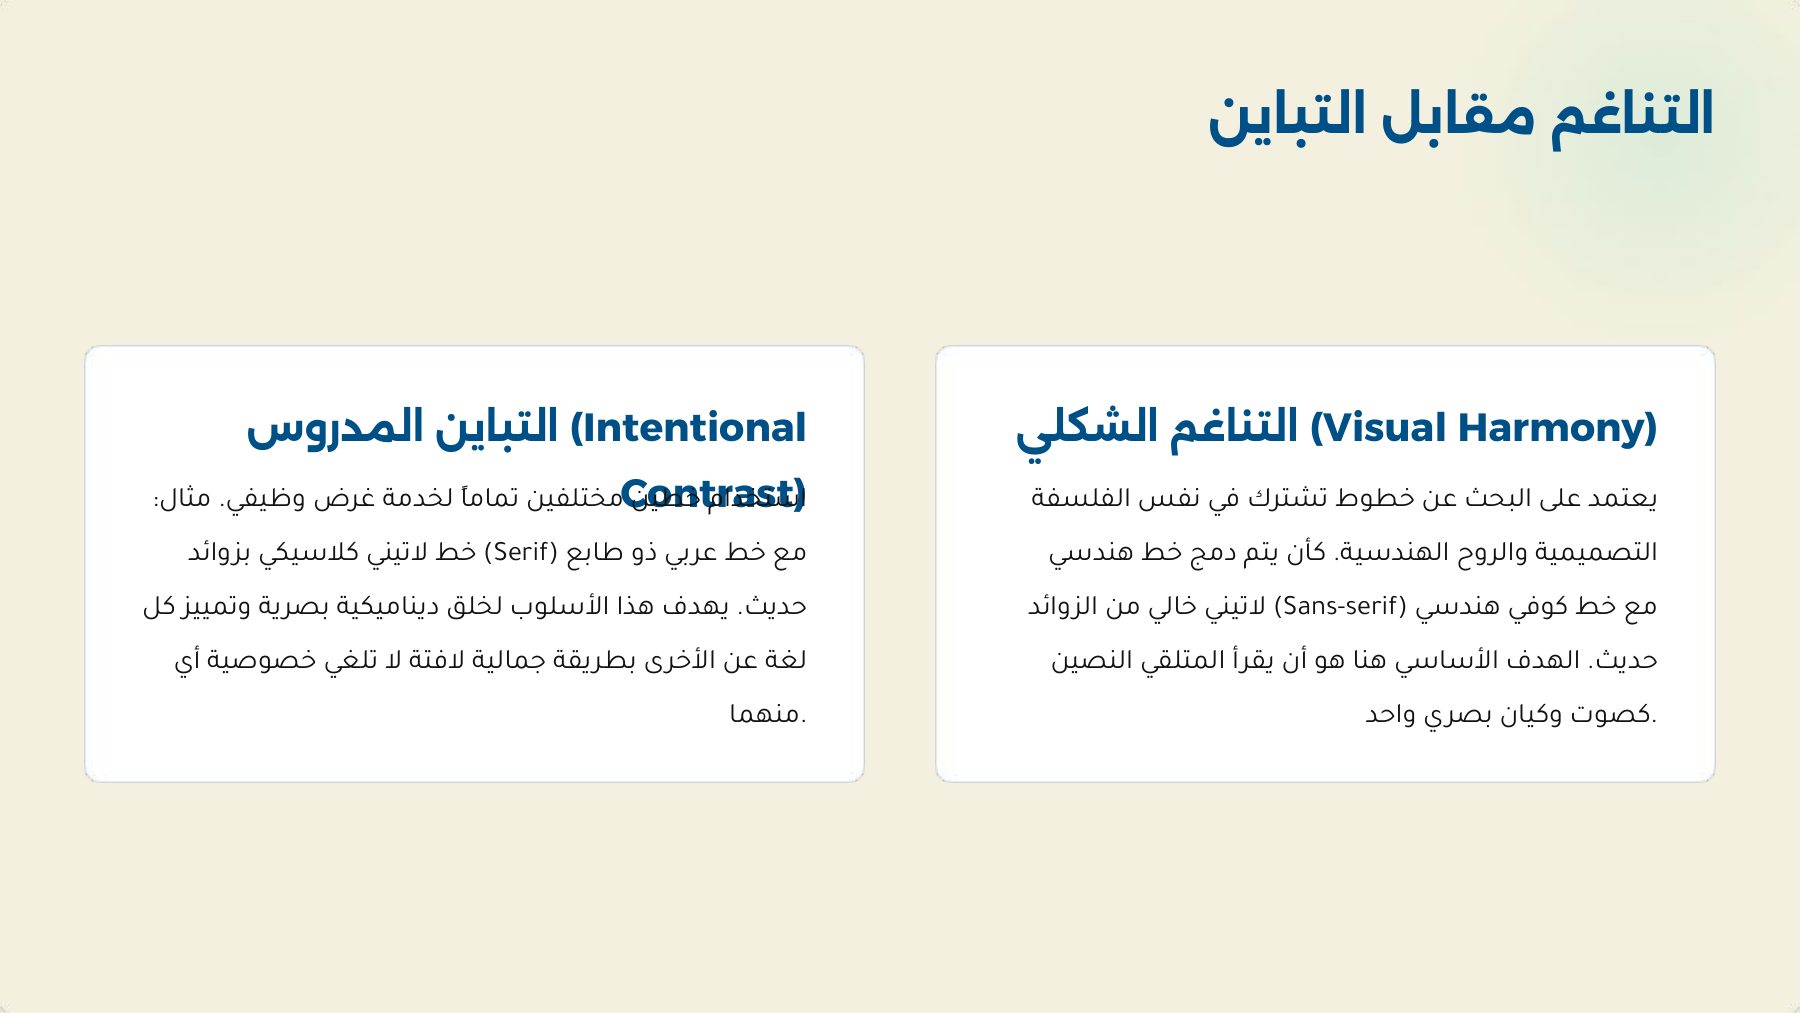 التناغم مقابل التباين
التناغم الشكلي (Visual Harmony)
يعتمد على البحث عن خطوط تشترك في نفس الفلسفة
التصميمية والروح الهندسية. كأن يتم دمج خط هندسي
لاتيني خالي من الزوائد (Sans-serif) مع خط كوفي هندسي
حديث. الهدف الأساسي هنا هو أن يقرأ المتلقي النصين
كصوت وكيان بصري واحد.
التباين المدروس (Intentional
Contrast)
استخدام خطين مختلفين تماماً لخدمة غرض وظيفي. مثال:
خط لاتيني كلاسيكي بزوائد (Serif) مع خط عربي ذو طابع
حديث. يهدف هذا الأسلوب لخلق ديناميكية بصرية وتمييز كل
لغة عن الأخرى بطريقة جمالية لافتة لا تلغي خصوصية أي
منهما.